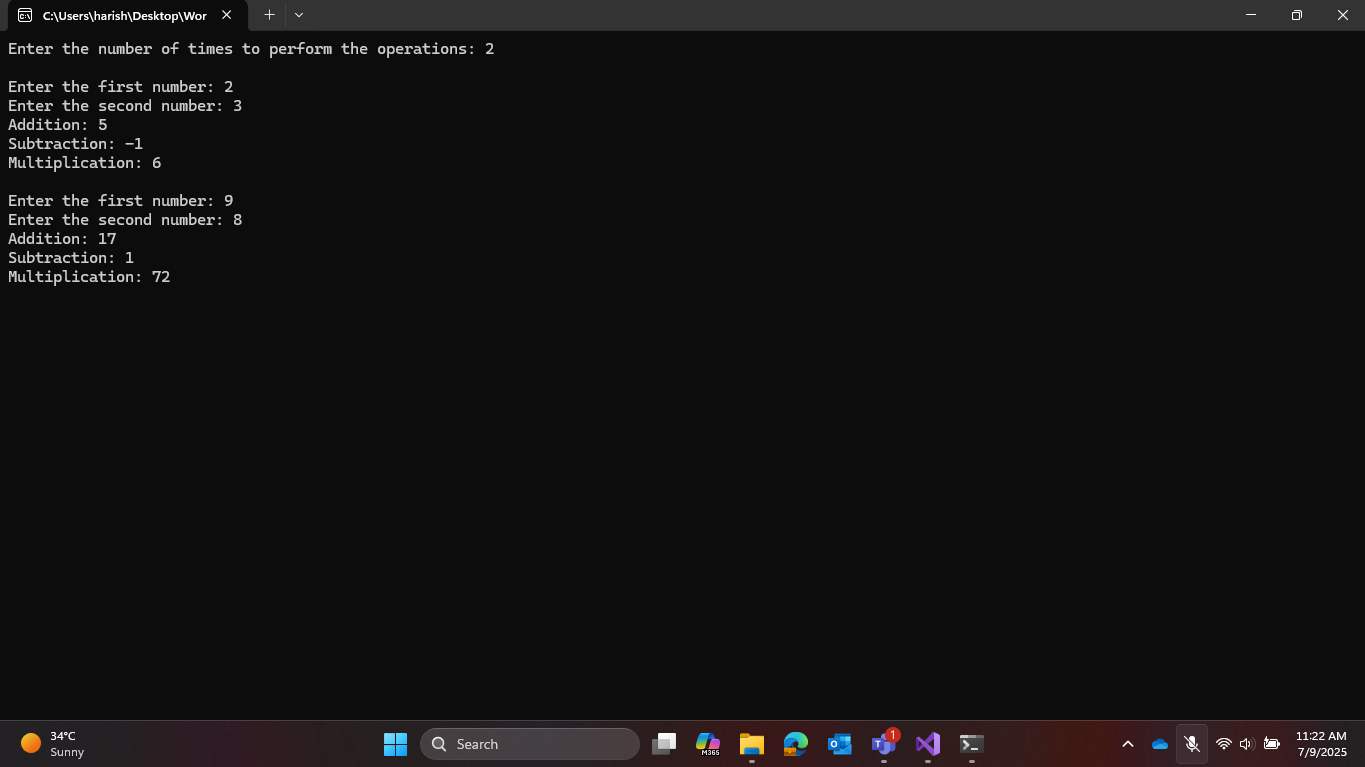 C:\Users\harish\Desktop\Wor
Enter the number of times to perform the operations: 2
Enter the first number: 2
Enter the second number: 3
Addition: 5
Subtraction: -1
Multiplication: 6
Enter the first number: 9
Enter the second number: 8
Addition: 17
Subtraction: 1
Multiplication: 72
34°C
Sunny
Search
M365
1
11:22 AM
7/9/2025